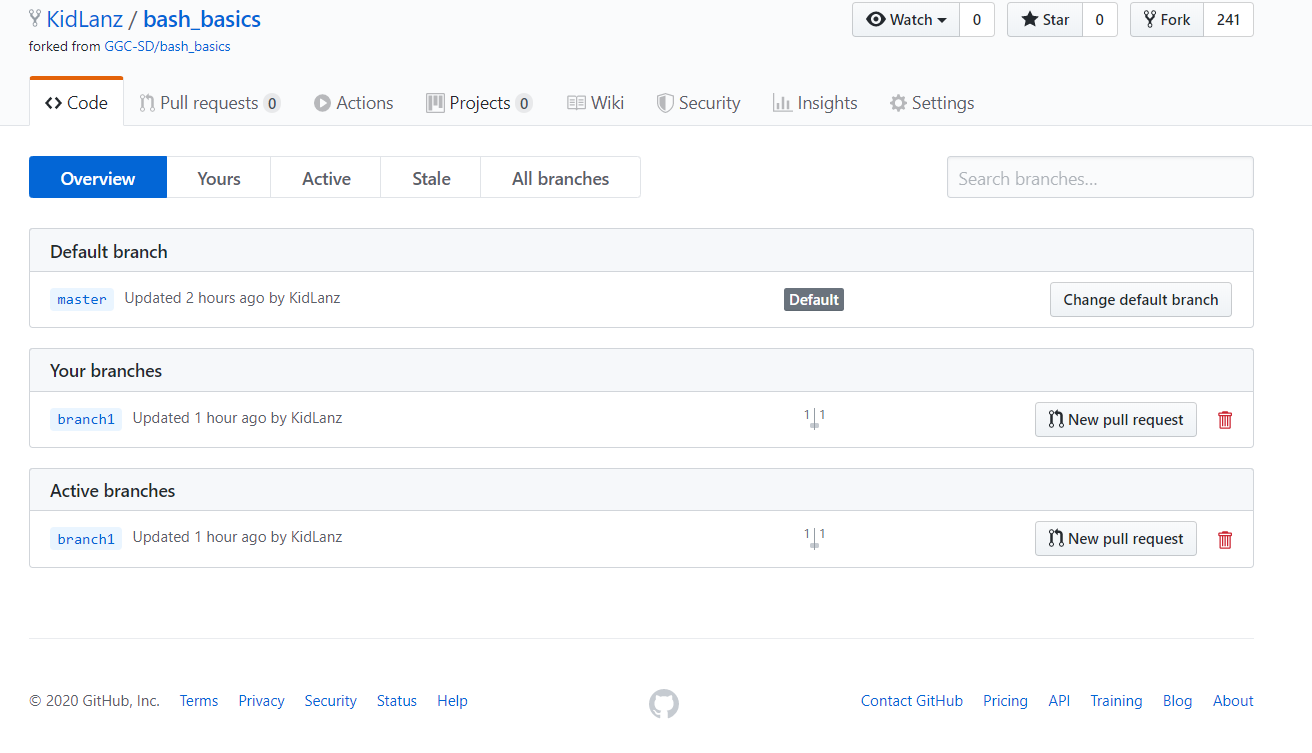 KidLanz / bash_basics
Watch 0 Star 0 Fork 241
forked from GGC-SD/bash_basics
Code Pull requests 0 Actions Projects 0 Wiki Security Insights Settings
Overview Yours Active Stale All branches Search branches...
Default branch
master Updated 2 hours ago by KidLanz Default Change default branch
Your branches
branch1 Updated 1 hour ago by KidLanz 1 1 New pull request
Active branches
branch1 Updated 1 hour ago by KidLanz 1 1 New pull request
© 2020 GitHub, Inc. Terms Privacy Security Status Help Contact GitHub Pricing API Training Blog About